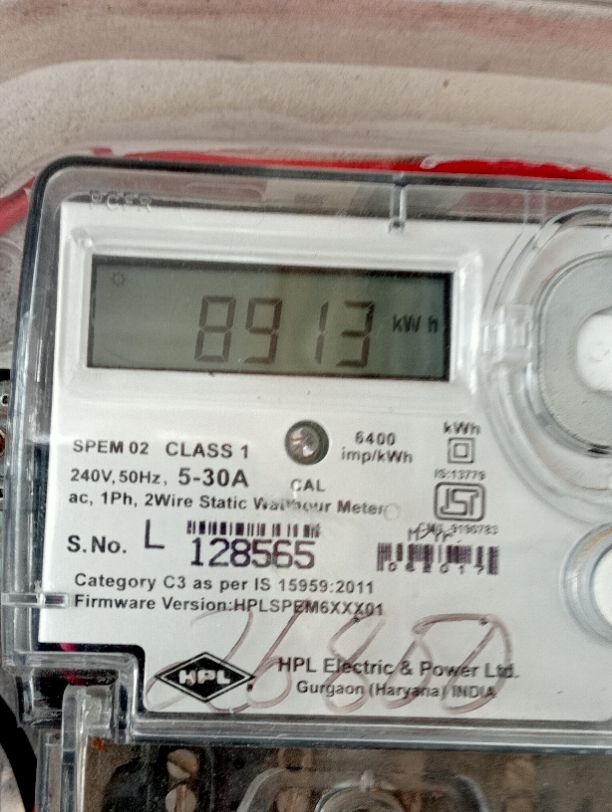 8913 kWh
SPEM 02 CLASS 1
6400
imp/kWh
kWh
240V, 50Hz, 5-30A
CAL
IS:13779
ac, 1Ph, 2Wire Static Watthour Meter
ISI
S.No. L 128565
Category C3 as per IS 15959:2011
Firmware Version:HPLSPEM6XXX01
HPL
HPL Electric & Power Ltd.
Gurgaon (Haryana) INDIA